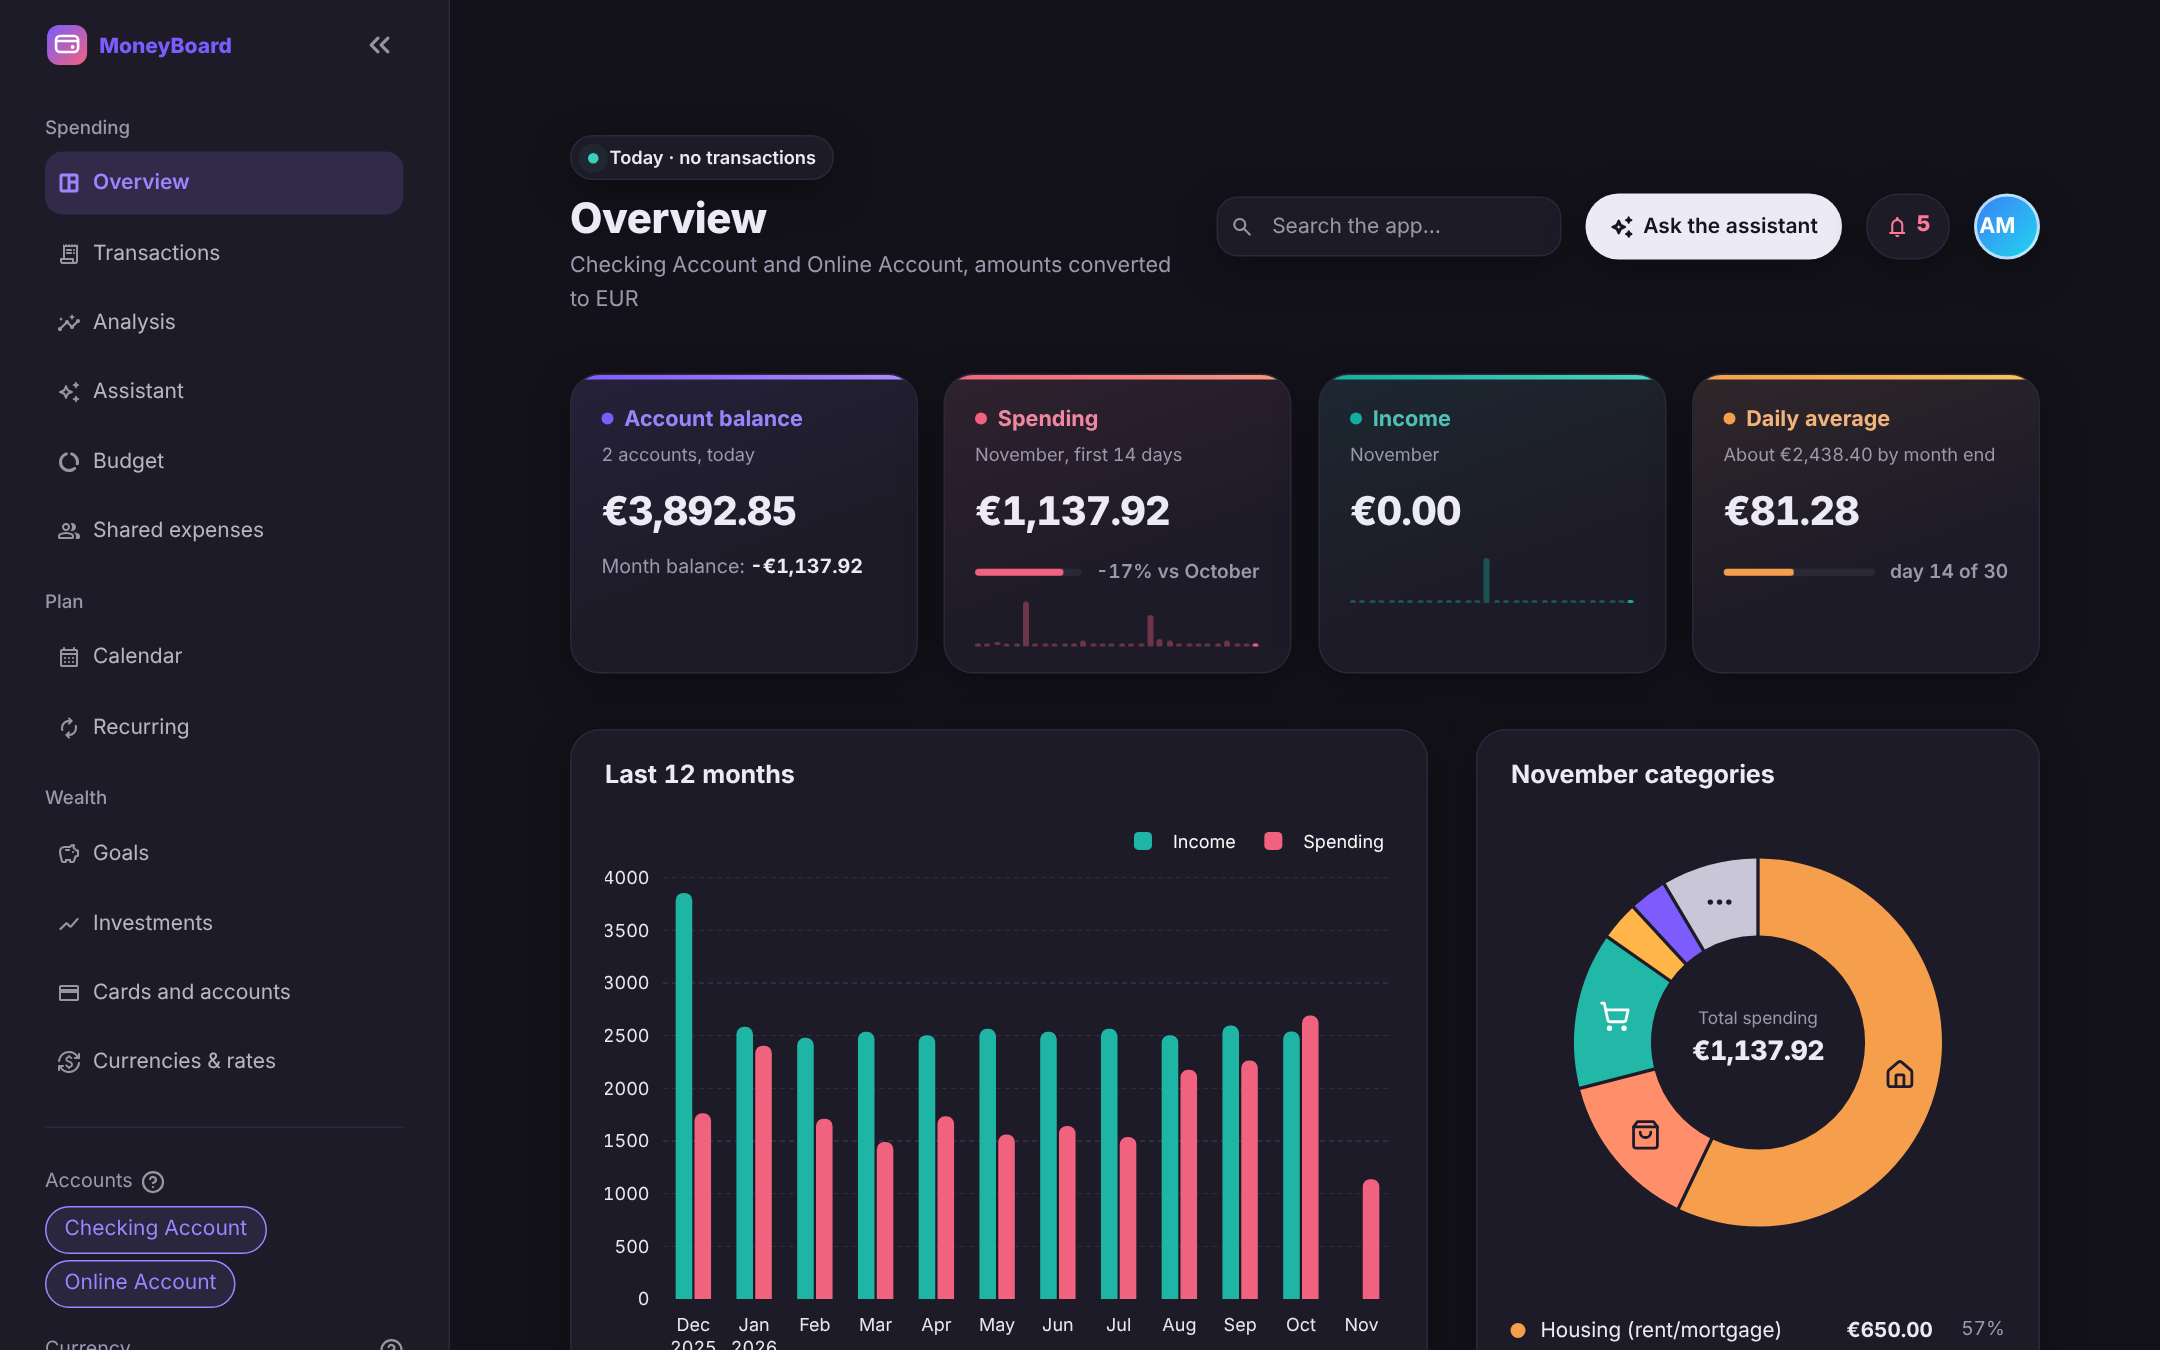 MoneyBoard
Spending
Overview
Transactions
Analysis
Assistant
Budget
Shared expenses
Plan
Calendar
Recurring
Wealth
Goals
Investments
Cards and accounts
Currencies & rates
Accounts
Checking Account
Online Account
Currency
Today · no transactions
Overview
Checking Account and Online Account, amounts converted
to EUR
Search the app...
Ask the assistant
5
AM
Account balance
2 accounts, today
€3,892.85
Month balance: -€1,137.92
Spending
November, first 14 days
€1,137.92
-17% vs October
Income
November
€0.00
Daily average
About €2,438.40 by month end
€81.28
day 14 of 30
Last 12 months
Income Spending
4000
3500
3000
2500
2000
1500
1000
500
0
Dec Jan Feb Mar Apr May Jun Jul Aug Sep Oct Nov
2025 2026
November categories
Total spending
€1,137.92
Housing (rent/mortgage) €650.00 57%